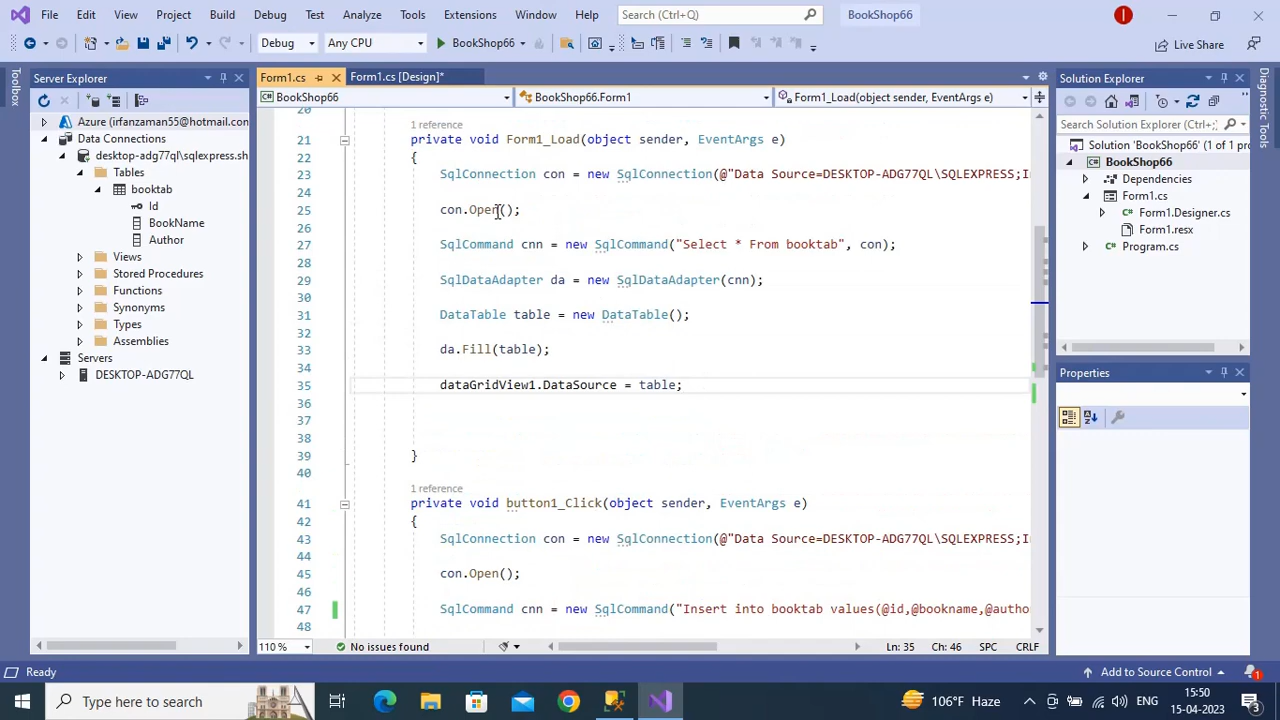 File Edit View Git Project Build Debug Test Analyze Tools Extensions Window Help Search (Ctrl+Q) BookShop66
Debug Any CPU BookShop66 Live Share
Server Explorer
Form1.cs Form1.cs [Design]*
Solution Explorer
Toolbox
Diagnostic Tools
BookShop66 BookShop66.Form1 Form1_Load(object sender, EventArgs e)
Azure (irfanzaman55@hotmail.com
Data Connections
desktop-adg77ql\sqlexpress.sh
Tables
booktab
Id
BookName
Author
Views
Stored Procedures
Functions
Synonyms
Types
Assemblies
Servers
DESKTOP-ADG77QL
20
1 reference
21 private void Form1_Load(object sender, EventArgs e)
22 {
23 SqlConnection con = new SqlConnection(@"Data Source=DESKTOP-ADG77QL\SQLEXPRESS;In
24
25 con.Open();
26
27 SqlCommand cnn = new SqlCommand("Select * From booktab", con);
28
29 SqlDataAdapter da = new SqlDataAdapter(cnn);
30
31 DataTable table = new DataTable();
32
33 da.Fill(table);
34
35 dataGridView1.DataSource = table;
36
37
38
39 }
40
1 reference
41 private void button1_Click(object sender, EventArgs e)
42 {
43 SqlConnection con = new SqlConnection(@"Data Source=DESKTOP-ADG77QL\SQLEXPRESS;In
44
45 con.Open();
46
47 SqlCommand cnn = new SqlCommand("Insert into booktab values(@id,@bookname,@autho
48
110 % No issues found Ln: 35 Ch: 46 SPC CRLF
Search Solution Explorer (Ctrl+;)
Solution 'BookShop66' (1 of 1 pr
BookShop66
Dependencies
Form1.cs
Form1.Designer.cs
Form1.resx
Program.cs
Properties
Ready Add to Source Control 1
Type here to search 106°F Haze ENG 15:50
15-04-2023 3